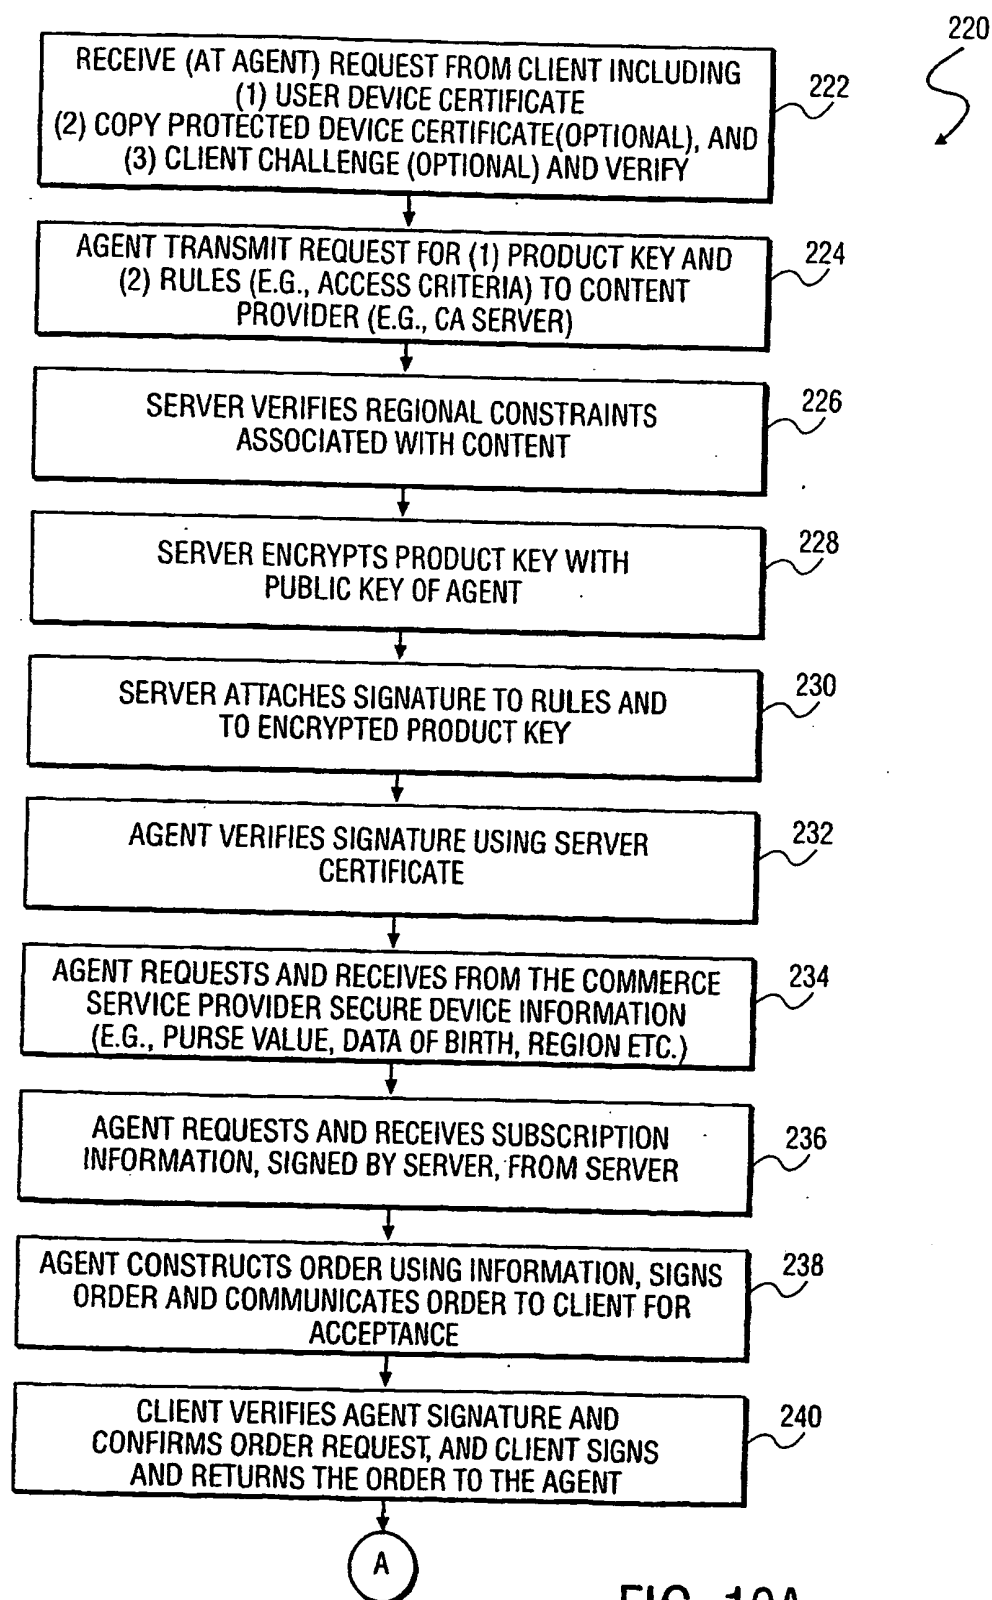 220
RECEIVE (AT AGENT) REQUEST FROM CLIENT INCLUDING
(1) USER DEVICE CERTIFICATE
(2) COPY PROTECTED DEVICE CERTIFICATE(OPTIONAL), AND
(3) CLIENT CHALLENGE (OPTIONAL) AND VERIFY
222
AGENT TRANSMIT REQUEST FOR (1) PRODUCT KEY AND
(2) RULES (E.G., ACCESS CRITERIA) TO CONTENT
PROVIDER (E.G., CA SERVER)
224
SERVER VERIFIES REGIONAL CONSTRAINTS
ASSOCIATED WITH CONTENT
226
SERVER ENCRYPTS PRODUCT KEY WITH
PUBLIC KEY OF AGENT
228
SERVER ATTACHES SIGNATURE TO RULES AND
TO ENCRYPTED PRODUCT KEY
230
AGENT VERIFIES SIGNATURE USING SERVER
CERTIFICATE
232
AGENT REQUESTS AND RECEIVES FROM THE COMMERCE
SERVICE PROVIDER SECURE DEVICE INFORMATION
(E.G., PURSE VALUE, DATA OF BIRTH, REGION ETC.)
234
AGENT REQUESTS AND RECEIVES SUBSCRIPTION
INFORMATION, SIGNED BY SERVER, FROM SERVER
236
AGENT CONSTRUCTS ORDER USING INFORMATION, SIGNS
ORDER AND COMMUNICATES ORDER TO CLIENT FOR
ACCEPTANCE
238
CLIENT VERIFIES AGENT SIGNATURE AND
CONFIRMS ORDER REQUEST, AND CLIENT SIGNS
AND RETURNS THE ORDER TO THE AGENT
240
A
FIG. 10A